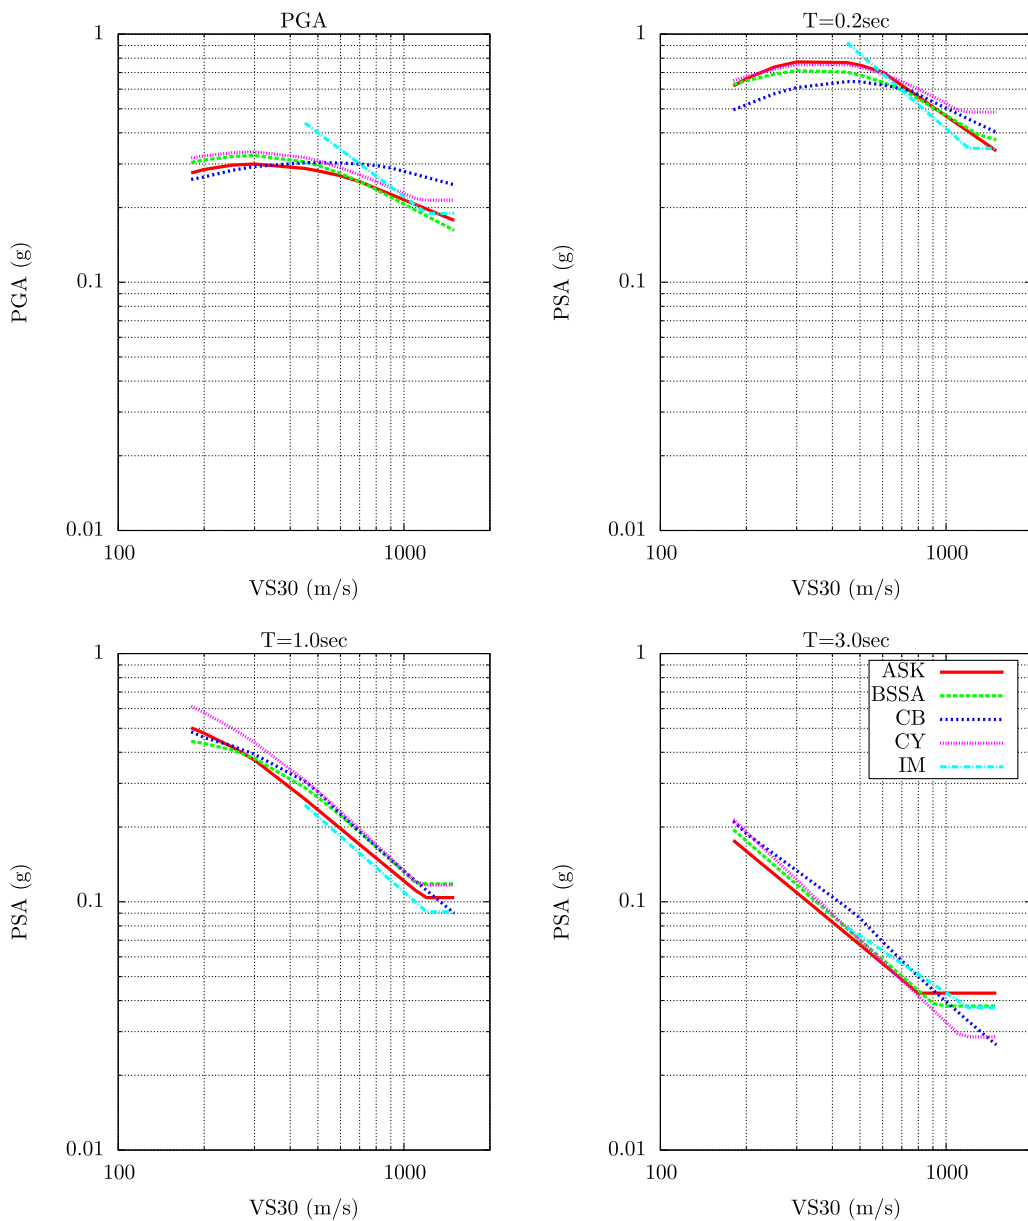 PGA
1
0.1
0.01
PGA (g)
100
1000
VS30 (m/s)
T=0.2sec
1
0.1
0.01
PSA (g)
100
1000
VS30 (m/s)
T=1.0sec
1
0.1
0.01
PSA (g)
100
1000
VS30 (m/s)
T=3.0sec
1
0.1
0.01
PSA (g)
ASK
BSSA
CB
CY
IM
100
1000
VS30 (m/s)